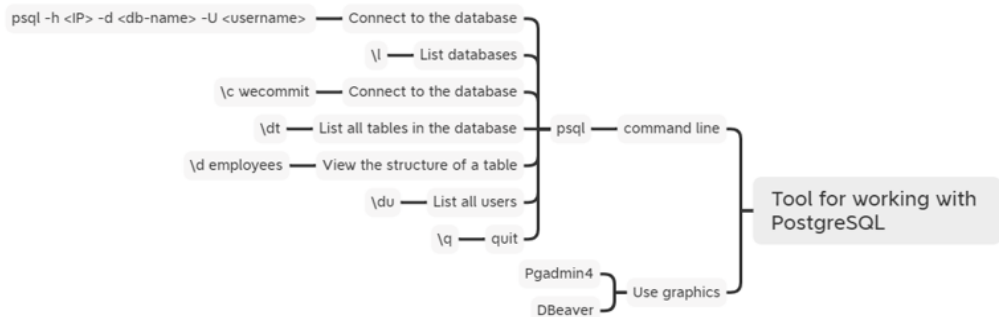 psql -h <IP> -d <db-name> -U <username>
Connect to the database
\l
List databases
\c wecommit
Connect to the database
\dt
List all tables in the database
psql
command line
\d employees
View the structure of a table
\du
List all users
\q
quit
Tool for working with
PostgreSQL
Pgadmin4
Use graphics
DBeaver